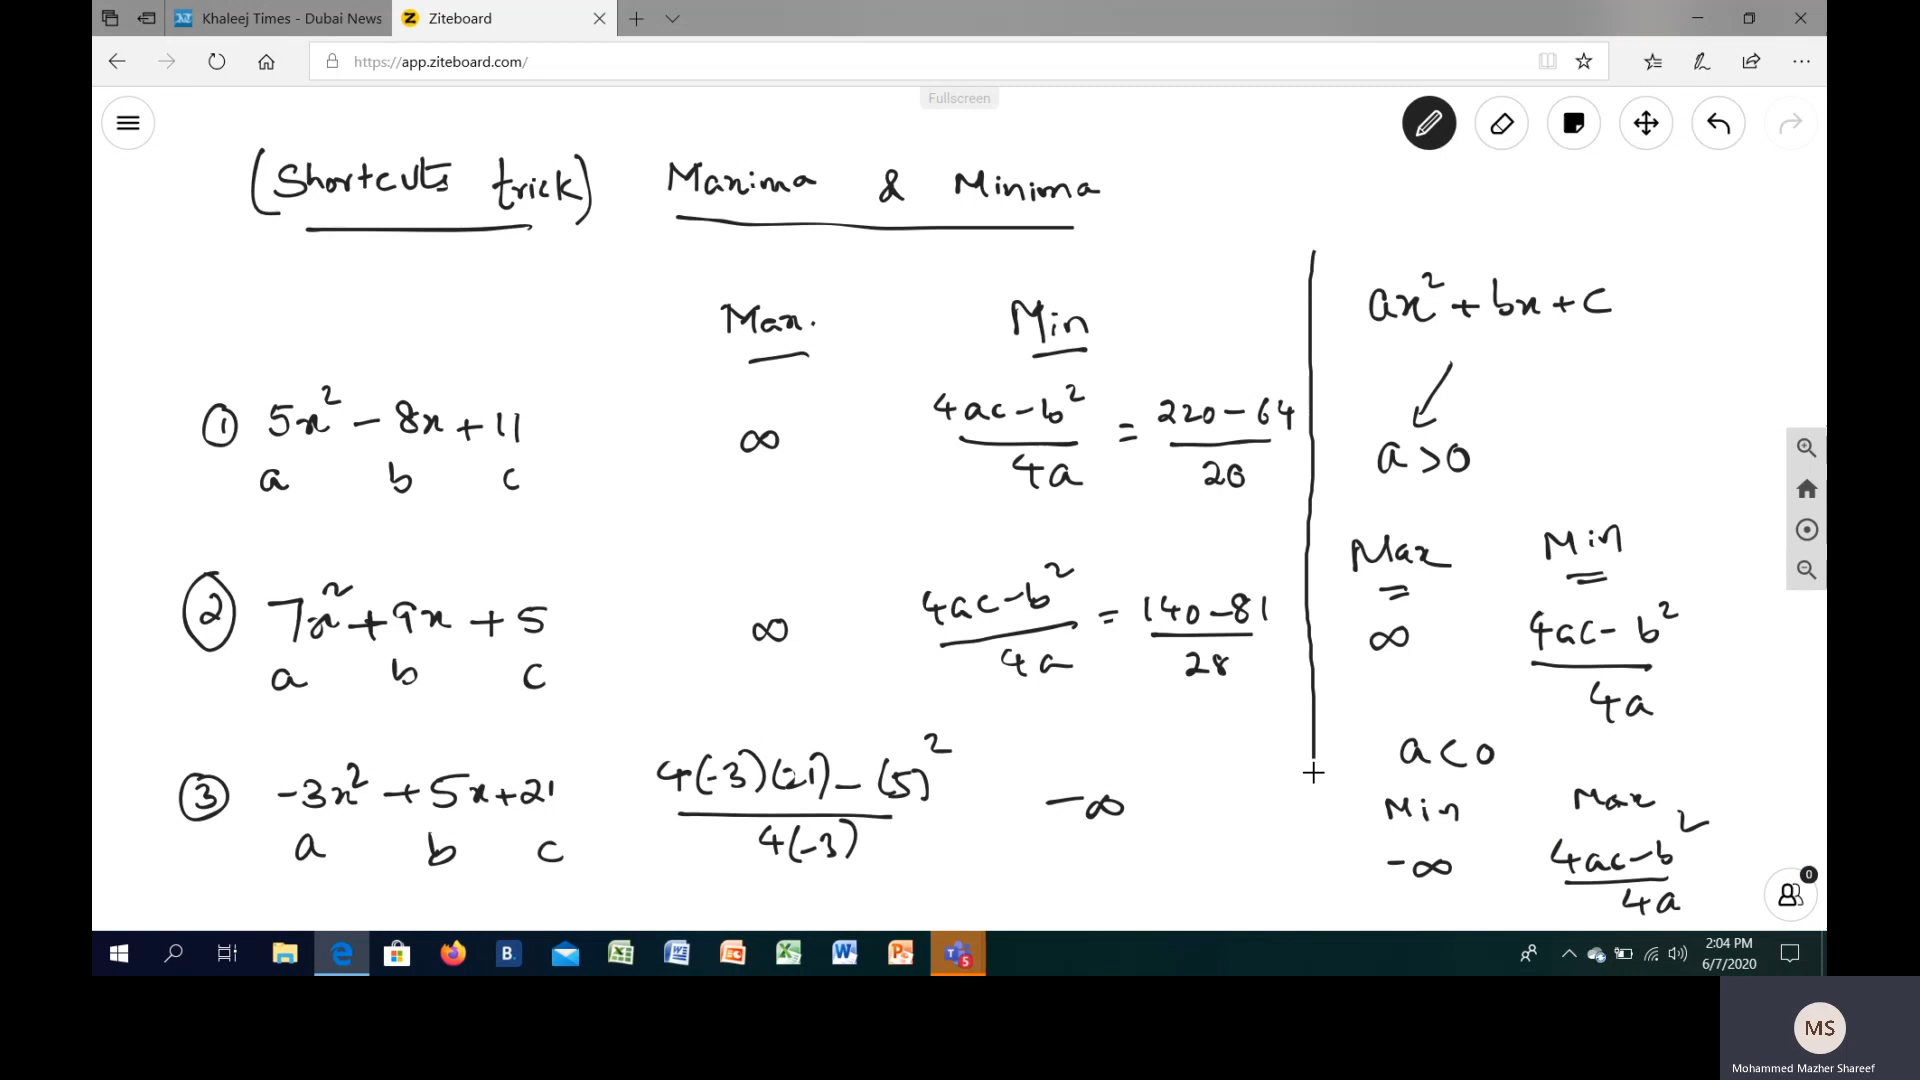 Khaleej Times - Dubai News
Ziteboard
https://app.ziteboard.com/
Fullscreen
(Shortcuts trick) Maxima & Minima
Max. Min
① 5x² - 8x + 11 ∞ 4ac-b²/4a = 220-64/20
a b c
② 7x² + 9x + 5 ∞ 4ac-b²/4a = 140-81/28
a b c
③ -3x² + 5x + 21 4(-3)(21)-(5)²/4(-3) -∞
a b c
ax² + bx + c
a > 0
Max Min
∞ 4ac-b²/4a
a < 0
Min Max
-∞ 4ac-b²/4a
0
B.
5
2:04 PM
6/7/2020
MS
Mohammed Mazher Shareef